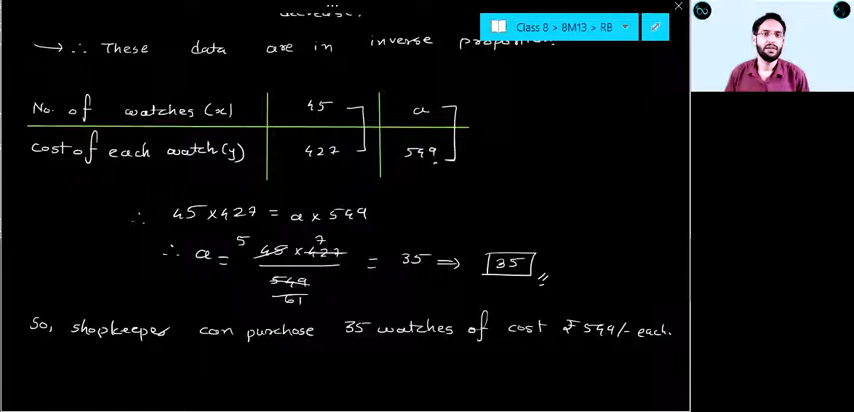 decrease.
Class 8 > 8M13 > RB
→ ∴ These data are in inverse proportion.
No. of watches (x) 45 a
Cost of each watch (y) 427 549
∴ 45 × 427 = a × 549
∴ a = 5 45 × 7 427 / 549 61 = 35 ⟹ 35
So, shopkeeper can purchase 35 watches of cost ₹ 549/- each.